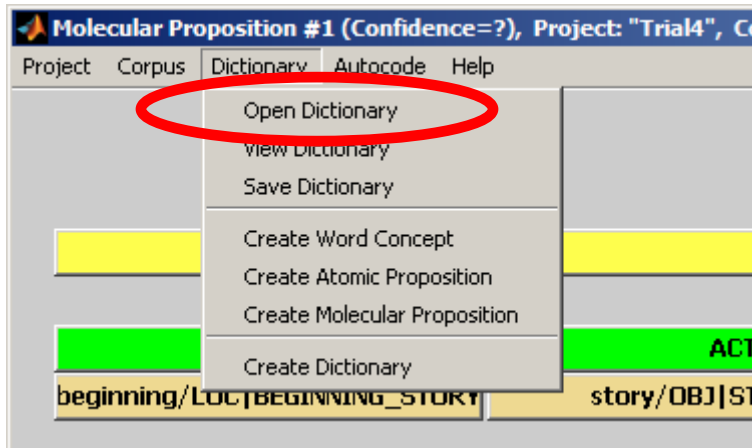 Molecular Proposition #1 (Confidence=?), Project: "Trial4", C
Project Corpus Dictionary Autocode Help
Open Dictionary
View Dictionary
Save Dictionary
Create Word Concept
Create Atomic Proposition
Create Molecular Proposition
Create Dictionary
ACT
beginning/LOC|BEGINNING_STORY story/OBJ|ST